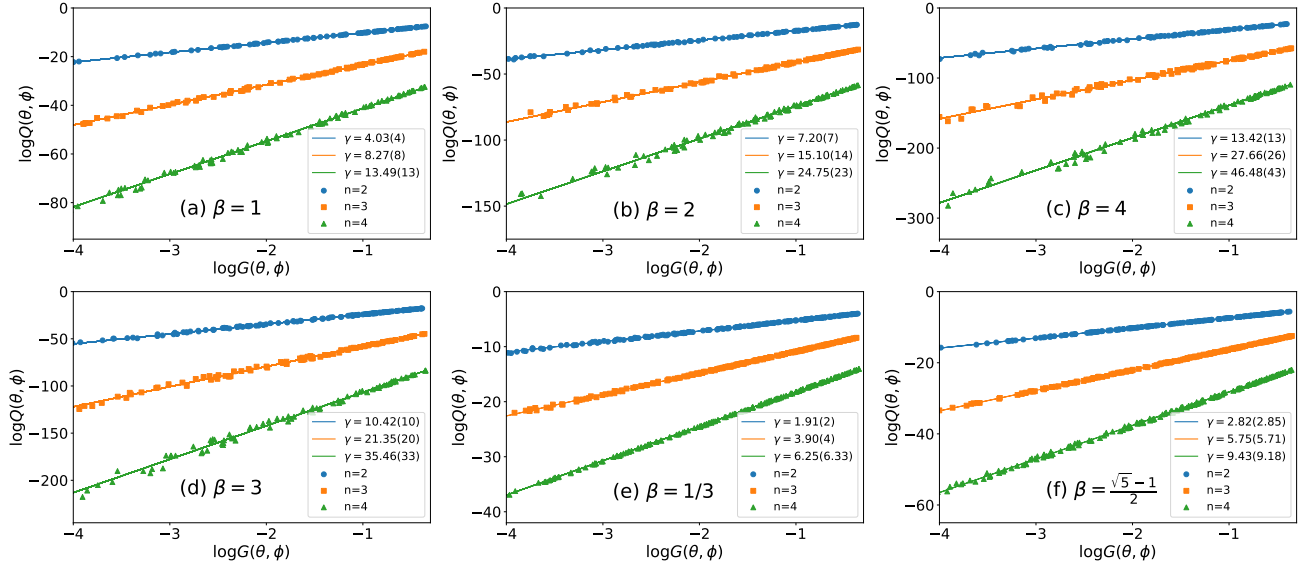 0
−20
−40
−60
−80
logQ(θ, ϕ)
γ = 4.03(4)
γ = 8.27(8)
γ = 13.49(13)
n=2
n=3
n=4
(a) β = 1
−4
−3
−2
−1
logG(θ, ϕ)
0
−50
−100
−150
logQ(θ, ϕ)
γ = 7.20(7)
γ = 15.10(14)
γ = 24.75(23)
n=2
n=3
n=4
(b) β = 2
−4
−3
−2
−1
logG(θ, ϕ)
0
−100
−200
−300
logQ(θ, ϕ)
γ = 13.42(13)
γ = 27.66(26)
γ = 46.48(43)
n=2
n=3
n=4
(c) β = 4
−4
−3
−2
−1
logG(θ, ϕ)
0
−50
−100
−150
−200
logQ(θ, ϕ)
γ = 10.42(10)
γ = 21.35(20)
γ = 35.46(33)
n=2
n=3
n=4
(d) β = 3
−4
−3
−2
−1
logG(θ, ϕ)
0
−10
−20
−30
−40
logQ(θ, ϕ)
γ = 1.91(2)
γ = 3.90(4)
γ = 6.25(6.33)
n=2
n=3
n=4
(e) β = 1/3
−4
−3
−2
−1
logG(θ, ϕ)
0
−20
−40
−60
logQ(θ, ϕ)
γ = 2.82(2.85)
γ = 5.75(5.71)
γ = 9.43(9.18)
n=2
n=3
n=4
(f) β = (√5 − 1)/2
−4
−3
−2
−1
logG(θ, ϕ)